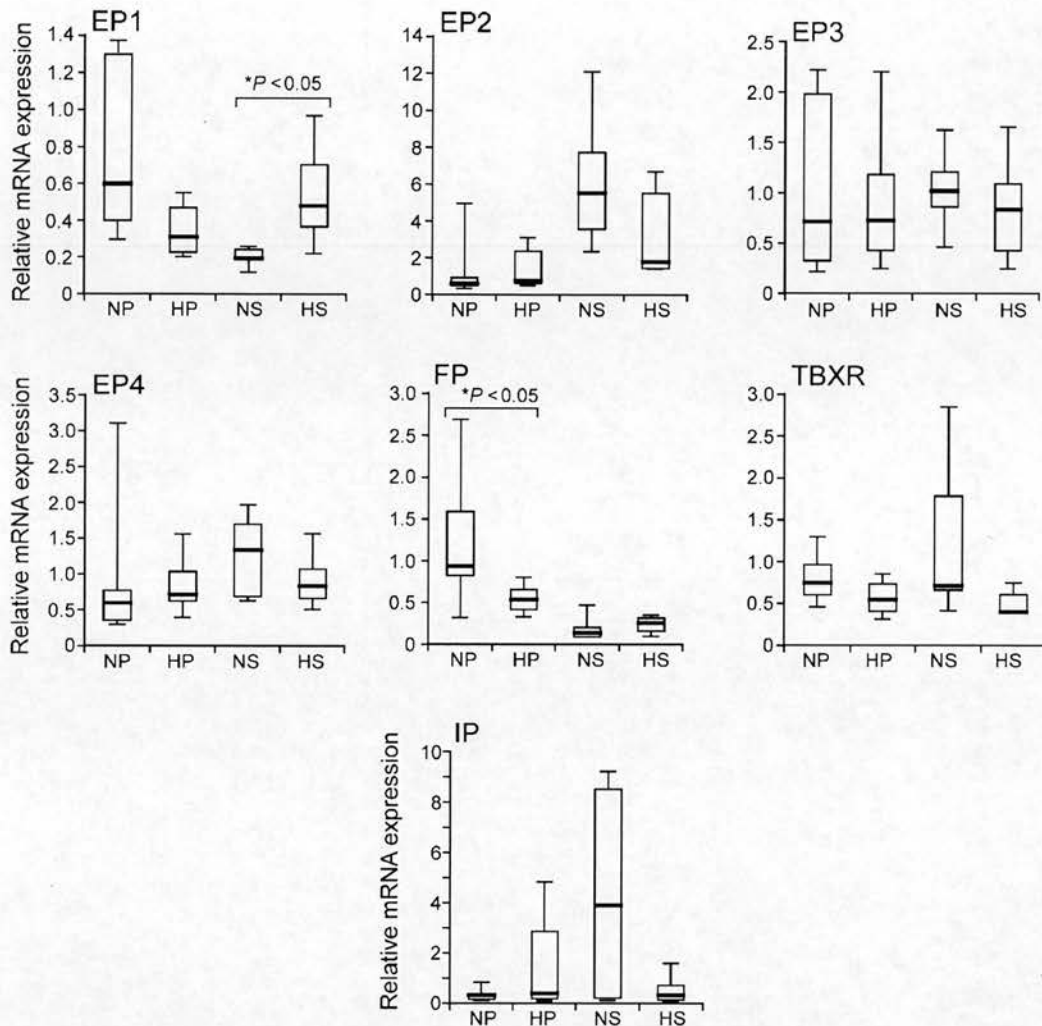 EP1
Relative mRNA expression
1.4
1.2
1.0
0.8
0.6
0.4
0.2
0
*P <0.05
NP HP NS HS
EP2
14
12
10
8
6
4
2
0
NP HP NS HS
EP3
2.5
2.0
1.5
1.0
0.5
0
NP HP NS HS
EP4
Relative mRNA expression
3.5
3.0
2.5
2.0
1.5
1.0
0.5
0
NP HP NS HS
FP
*P <0.05
3.0
2.5
2.0
1.5
1.0
0.5
0
NP HP NS HS
TBXR
3.0
2.5
2.0
1.5
1.0
0.5
0
NP HP NS HS
IP
Relative mRNA expression
10
8
6
4
2
0
NP HP NS HS